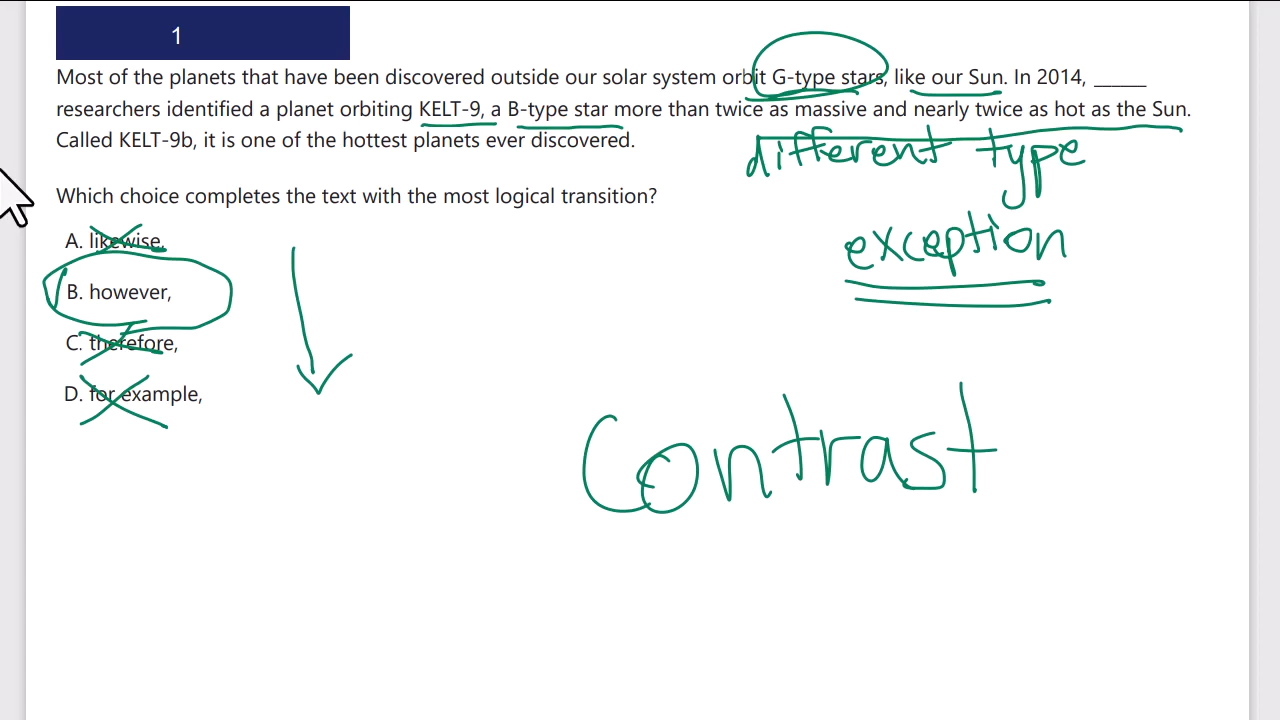 1
Most of the planets that have been discovered outside our solar system orbit G-type stars, like our Sun. In 2014, _____
researchers identified a planet orbiting KELT-9, a B-type star more than twice as massive and nearly twice as hot as the Sun.
Called KELT-9b, it is one of the hottest planets ever discovered.
different type
Which choice completes the text with the most logical transition?
exception
A. likewise,
B. however,
C. therefore,
D. for example,
Contrast